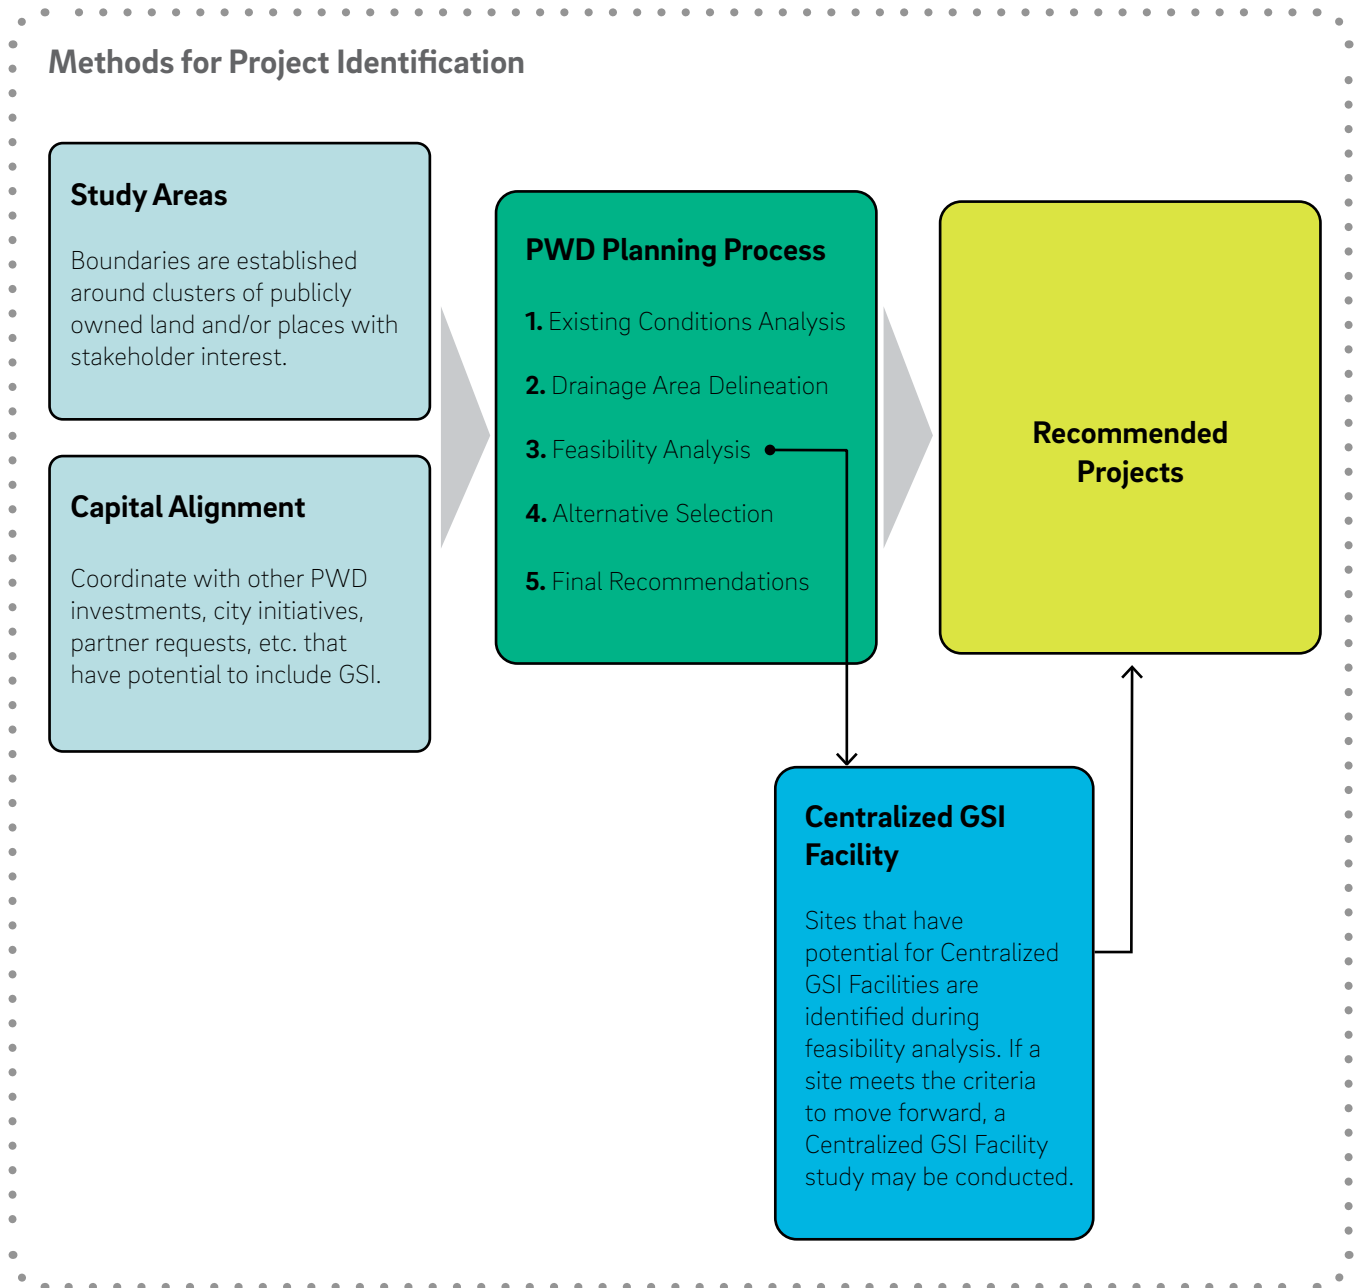 Methods for Project Identification
Study Areas
Boundaries are established
around clusters of publicly
owned land and/or places with
stakeholder interest.
Capital Alignment
Coordinate with other PWD
investments, city initiatives,
partner requests, etc. that
have potential to include GSI.
PWD Planning Process
1. Existing Conditions Analysis
2. Drainage Area Delineation
3. Feasibility Analysis
4. Alternative Selection
5. Final Recommendations
Recommended
Projects
Centralized GSI
Facility
Sites that have
potential for Centralized
GSI Facilities are
identified during
feasibility analysis. If a
site meets the criteria
to move forward, a
Centralized GSI Facility
study may be conducted.